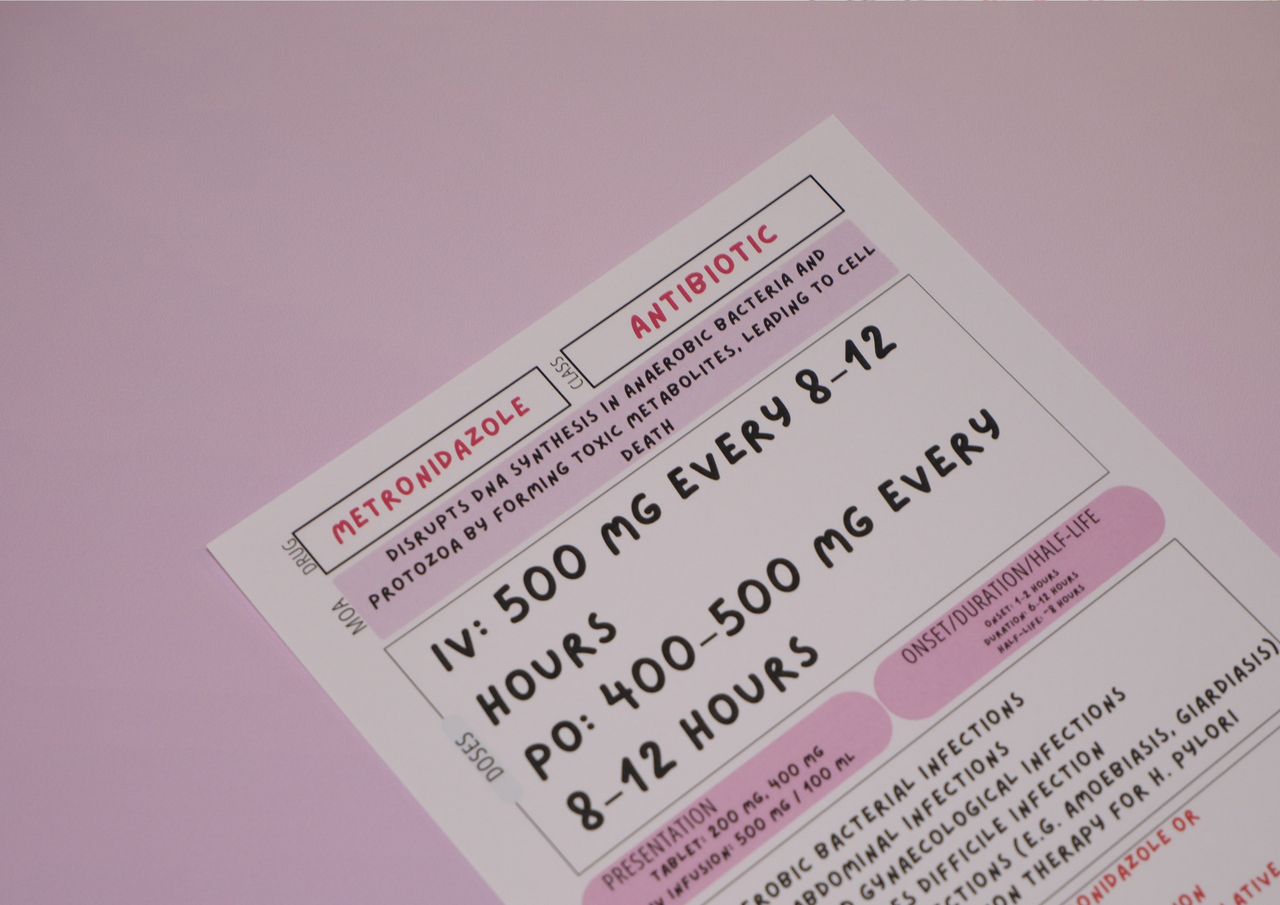 DRUG
METRONIDAZOLE
CLASS
ANTIBIOTIC
MOA
DISRUPTS DNA SYNTHESIS IN ANAEROBIC BACTERIA AND
PROTOZOA BY FORMING TOXIC METABOLITES, LEADING TO CELL
DEATH
DOSES
IV: 500 MG EVERY 8-12
HOURS
PO: 400-500 MG EVERY
8-12 HOURS
PRESENTATION
TABLET: 200 MG, 400 MG
INFUSION: 500 MG / 100 ML
ONSET/DURATION/HALF-LIFE
ONSET: 1-2 HOURS
DURATION: 6-12 HOURS
HALF-LIFE: ~8 HOURS
BACTERIAL INFECTIONS
INFECTIONS
GYNAECOLOGICAL INFECTIONS
DIFFICILE INFECTION
(E.G. AMOEBIASIS, GIARDIASIS)
THERAPY FOR H. PYLORI
OR